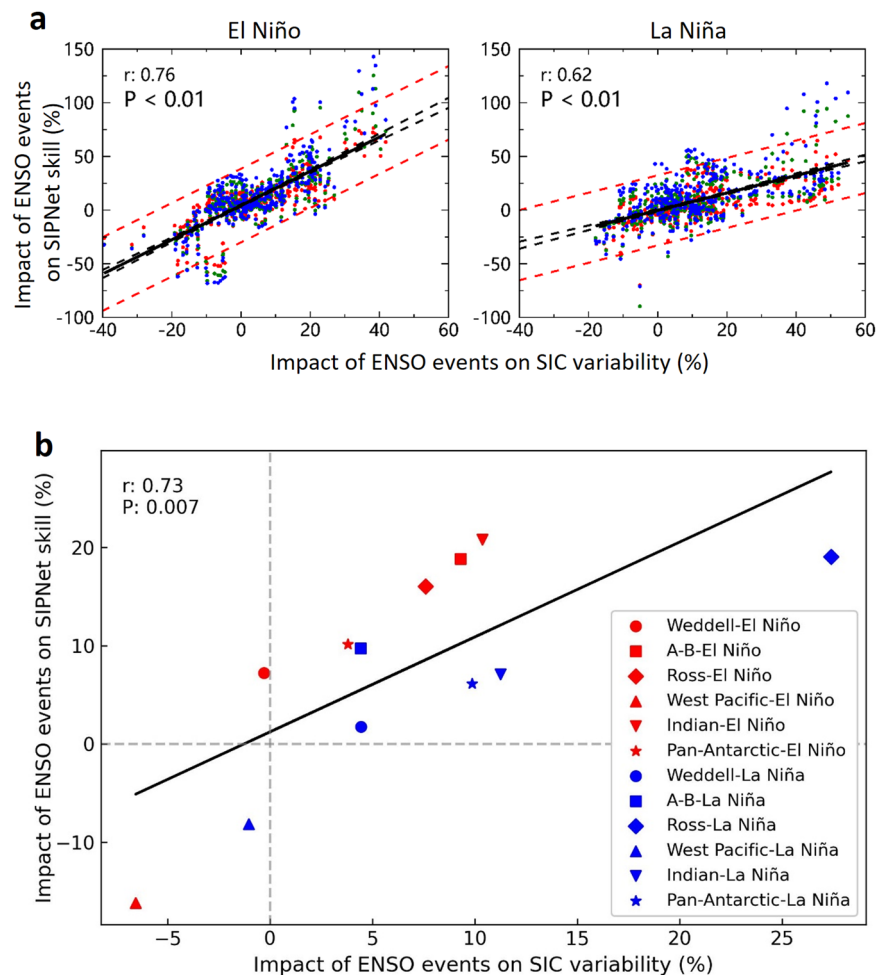 a
El Niño
La Niña
Impact of ENSO events
on SIPNet skill (%)
150
100
50
0
-50
-100
r: 0.76
P < 0.01
-40
-20
0
20
40
60
150
100
50
0
-50
-100
r: 0.62
P < 0.01
-40
-20
0
20
40
60
Impact of ENSO events on SIC variability (%)
b
Impact of ENSO events on SIPNet skill (%)
r: 0.73
P: 0.007
20
10
0
−10
Weddell-El Niño
A-B-El Niño
Ross-El Niño
West Pacific-El Niño
Indian-El Niño
Pan-Antarctic-El Niño
Weddell-La Niña
A-B-La Niña
Ross-La Niña
West Pacific-La Niña
Indian-La Niña
Pan-Antarctic-La Niña
−5
0
5
10
15
20
25
Impact of ENSO events on SIC variability (%)